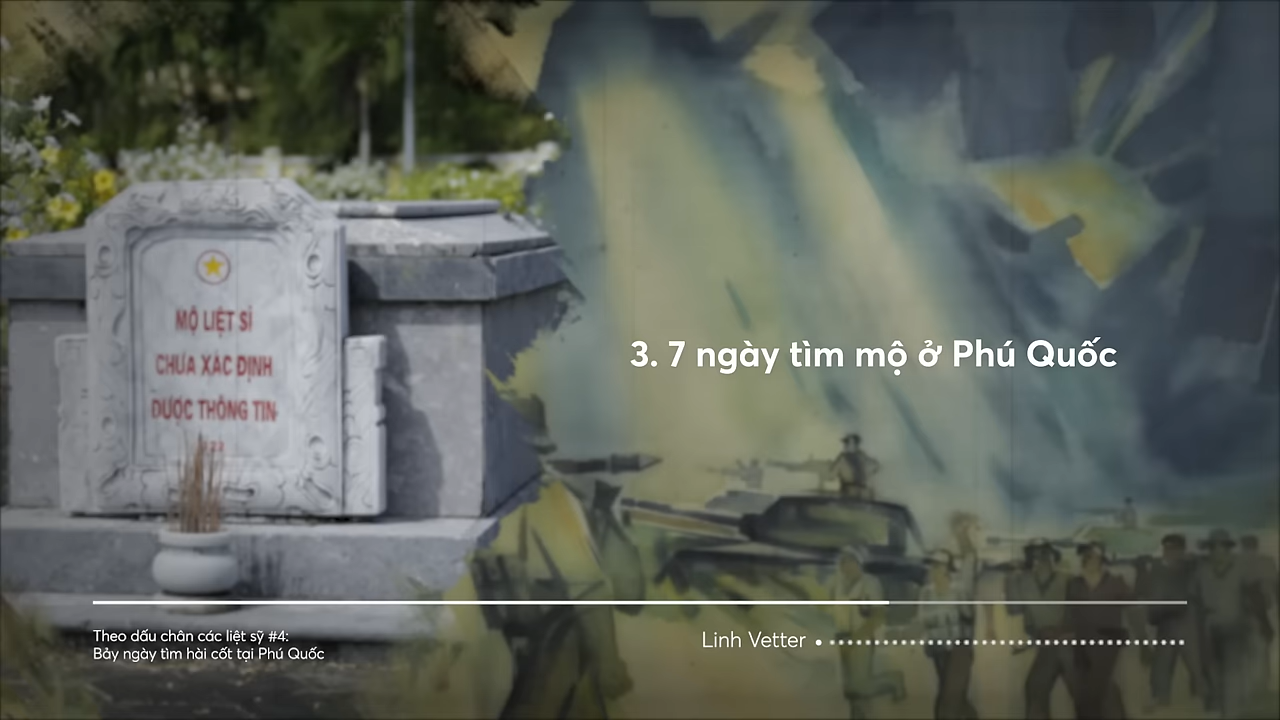 MỘ LIỆT SĨ
CHƯA XÁC ĐỊNH
ĐƯỢC THÔNG TIN
3. 7 ngày tìm mộ ở Phú Quốc
Theo dấu chân các liệt sỹ #4:
Bảy ngày tìm hài cốt tại Phú Quốc
Linh Vetter